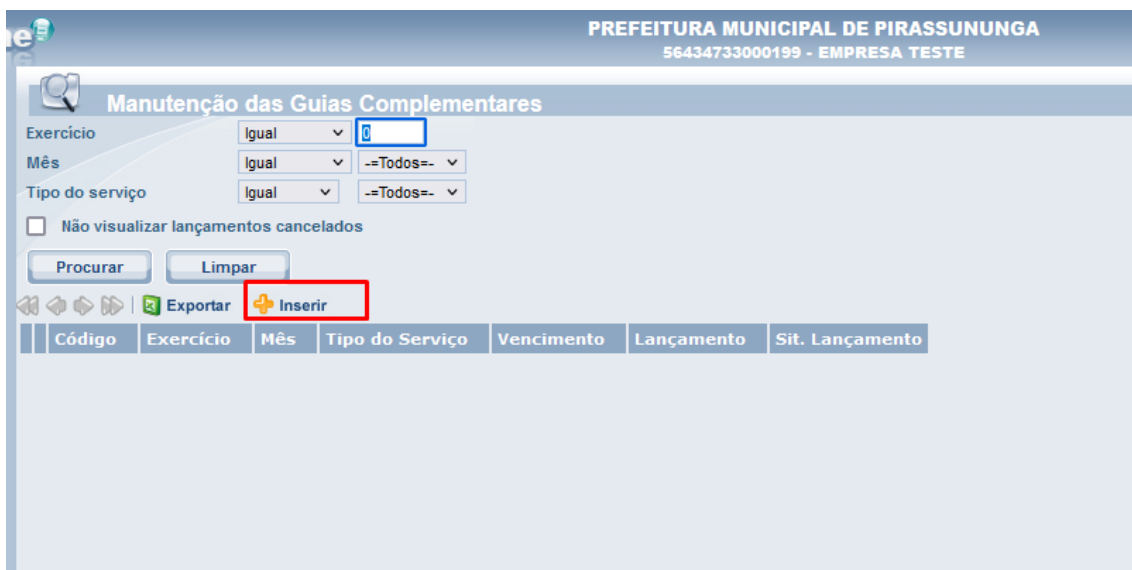 e
PREFEITURA MUNICIPAL DE PIRASSUNUNGA
56434733000199 - EMPRESA TESTE
Manutenção das Guias Complementares
Exercício Igual 0
Mês Igual -=Todos=-
Tipo do serviço Igual -=Todos=-
Não visualizar lançamentos cancelados
Procurar Limpar
Exportar Inserir
Código Exercício Mês Tipo do Serviço Vencimento Lançamento Sit. Lançamento